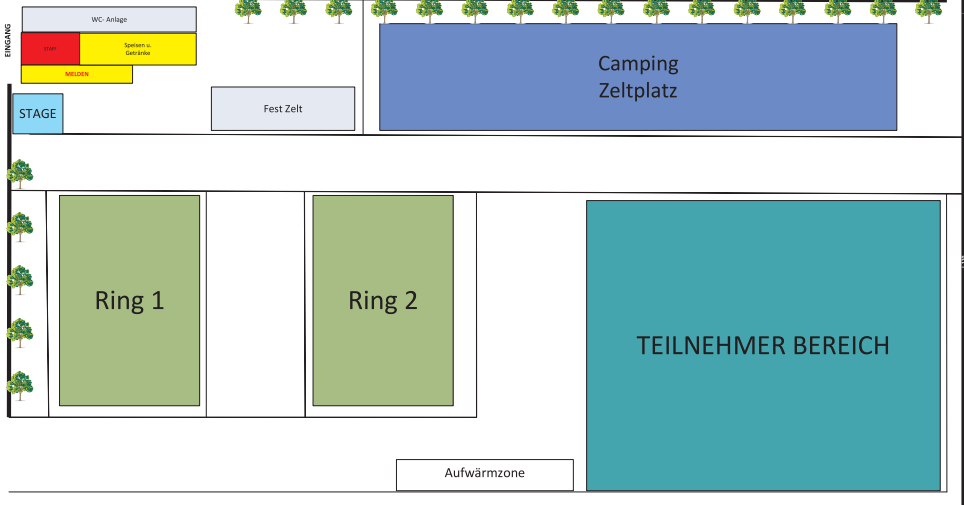 EINGANG
WC- Anlage
Speisen u.
Getränke
MELDEN
STAGE
Fest Zelt
Camping
Zeltplatz
Ring 1
Ring 2
TEILNEHMER BEREICH
Aufwärmzone